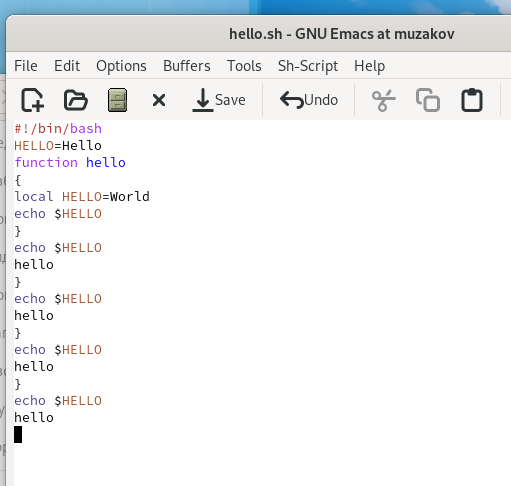 hello.sh - GNU Emacs at muzakov
File Edit Options Buffers Tools Sh-Script Help
Save Undo
#!/bin/bash
HELLO=Hello
function hello
{
local HELLO=World
echo $HELLO
}
echo $HELLO
hello
}
echo $HELLO
hello
}
echo $HELLO
hello
}
echo $HELLO
hello